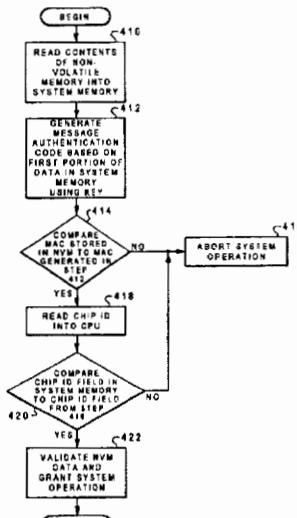 BEGIN
410
READ CONTENTS
OF NON-
VOLATILE
MEMORY INTO
SYSTEM MEMORY
412
GENERATE
MESSAGE
AUTHENTICATION
CODE BASED ON
FIRST PORTION OF
DATA IN SYSTEM
MEMORY
USING KEY
414
COMPARE
MAC STORED
IN NVM TO MAC
GENERATED IN
STEP
412
NO
41
ABORT SYSTEM
OPERATION
YES
418
READ CHIP ID
INTO CPU
COMPARE
CHIP ID FIELD IN
SYSTEM MEMORY
TO CHIP ID FIELD
FROM STEP
NO
420
YES
422
VALIDATE NVM
DATA AND
GRANT SYSTEM
OPERATION